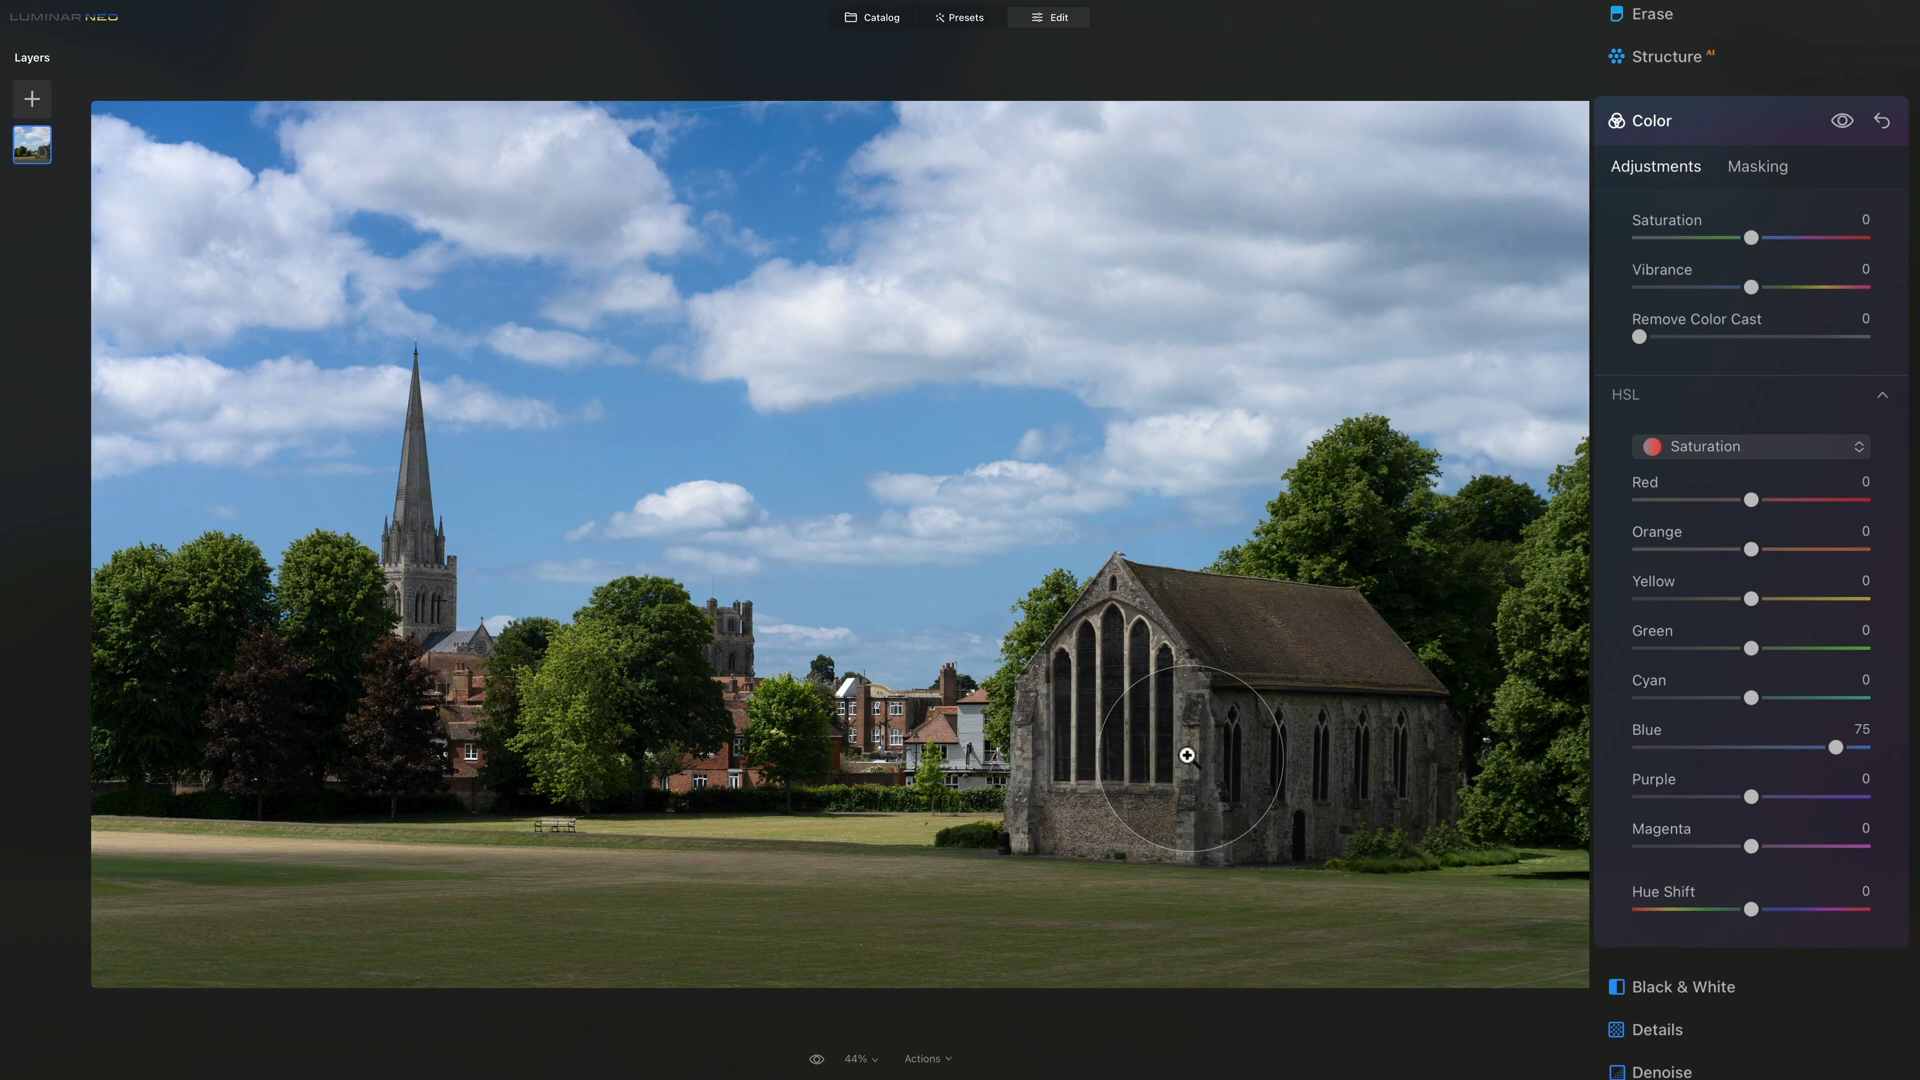 LUMINAR NEO
Catalog
Presets
Edit
Layers
Erase
Structure AI
Color
Adjustments
Masking
Saturation 0
Vibrance 0
Remove Color Cast 0
HSL
Saturation
Red 0
Orange 0
Yellow 0
Green 0
Cyan 0
Blue 75
Purple 0
Magenta 0
Hue Shift 0
Black & White
Details
Denoise
44%
Actions